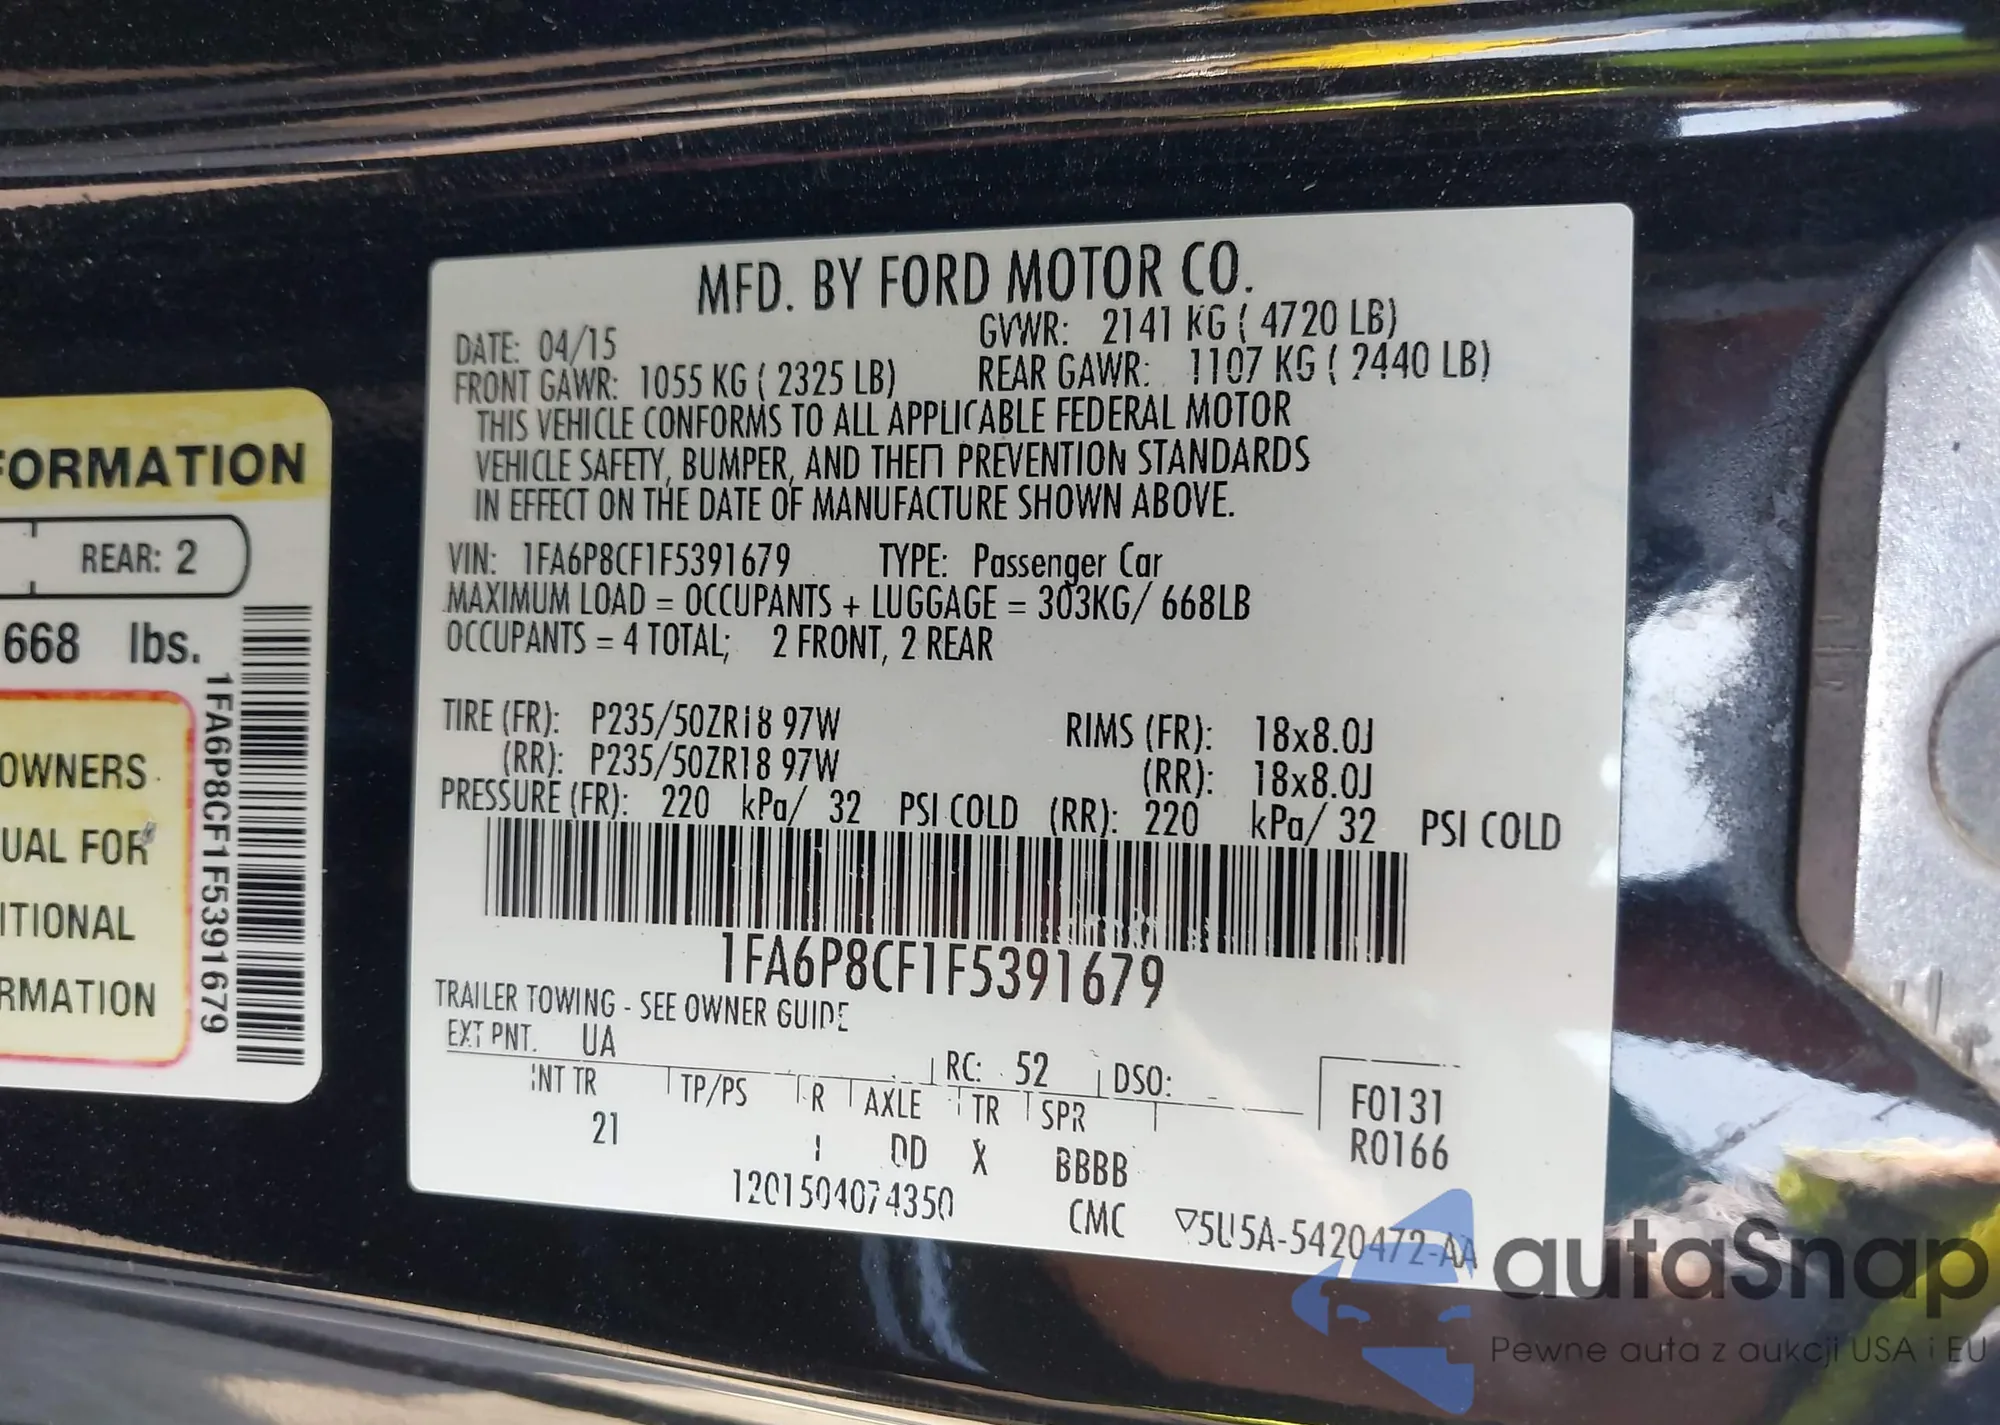 MFD. BY FORD MOTOR CO.
DATE: 04/15
GVWR: 2141 KG ( 4720 LB)
FRONT GAWR: 1055 KG ( 2325 LB)
REAR GAWR: 1107 KG ( 2440 LB)
THIS VEHICLE CONFORMS TO ALL APPLICABLE FEDERAL MOTOR
VEHICLE SAFETY, BUMPER, AND THEFT PREVENTION STANDARDS
IN EFFECT ON THE DATE OF MANUFACTURE SHOWN ABOVE.
VIN: 1FA6P8CF1F5391679 TYPE: Passenger Car
MAXIMUM LOAD = OCCUPANTS + LUGGAGE = 303KG/ 668LB
OCCUPANTS = 4 TOTAL; 2 FRONT, 2 REAR
TIRE (FR): P235/50ZR18 97W RIMS (FR): 18x8.0J
(RR): P235/50ZR18 97W (RR): 18x8.0J
PRESSURE (FR): 220 kPa/ 32 PSI COLD (RR): 220 kPa/ 32 PSI COLD
1FA6P8CF1F5391679
TRAILER TOWING - SEE OWNER GUIDE
EXT PNT. UA RC: 52 DSO:
INT TR TP/PS R AXLE TR SPR F0131
21 DD X BBBB R0166
1201504074350 CMC ▽5U5A-5420472-AA
FORMATION
REAR: 2
668 lbs.
OWNERS
UAL FOR
ITIONAL
RMATION
1FA6P8CF1F5391679
autoSnap
Pewne auta z aukcji USA i EU